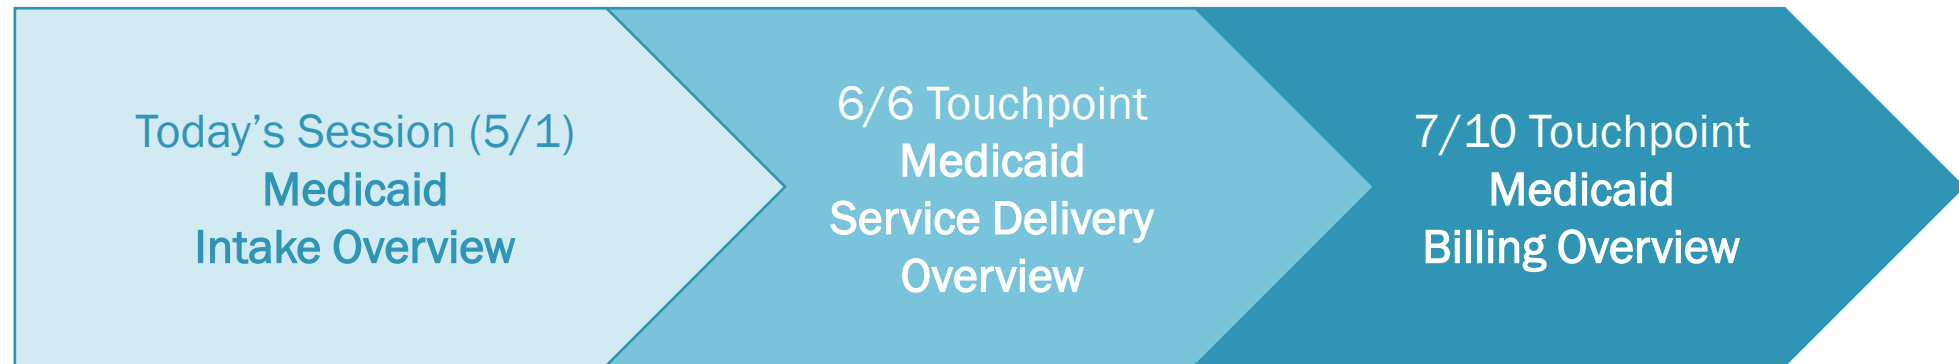 Today’s Session (5/1)
Medicaid
Intake Overview
6/6 Touchpoint
Medicaid
Service Delivery
Overview
7/10 Touchpoint
Medicaid
Billing Overview